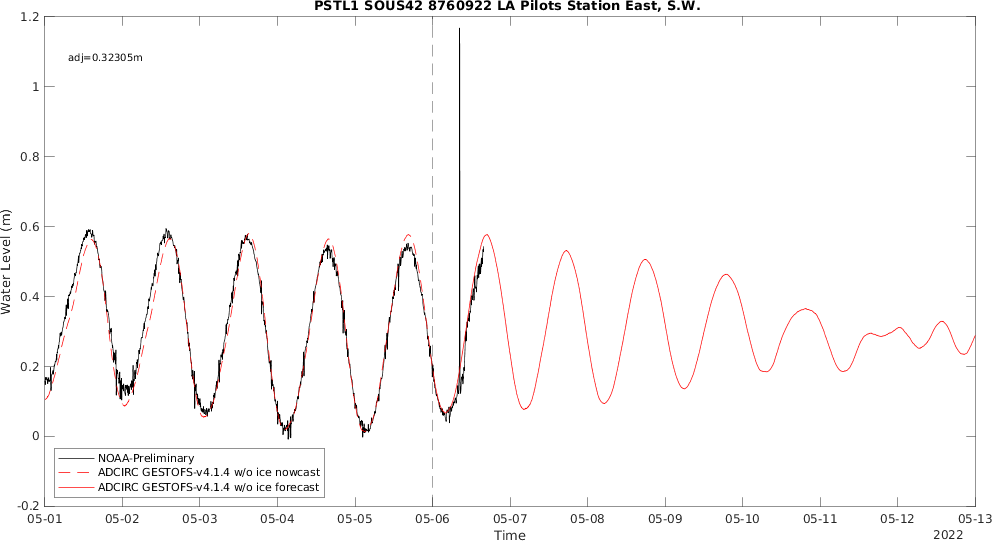 PSTL1 SOUS42 8760922 LA Pilots Station East, S.W.
adj=0.32305m
Water Level (m)
1.2
1
0.8
0.6
0.4
0.2
0
-0.2
NOAA-Preliminary
ADCIRC GESTOFS-v4.1.4 w/o ice nowcast
ADCIRC GESTOFS-v4.1.4 w/o ice forecast
05-01 05-02 05-03 05-04 05-05 05-06 05-07 05-08 05-09 05-10 05-11 05-12 05-13
Time
2022